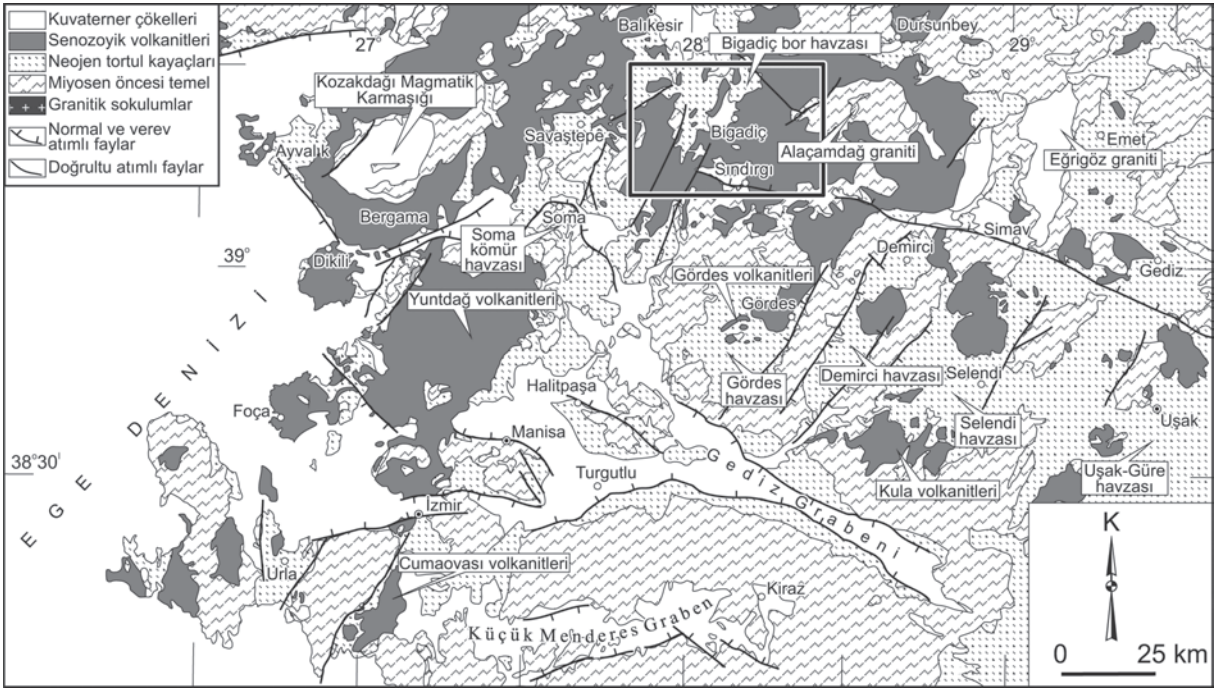 Kuvaterner çökelleri
Senozoyik volkanitleri
Neojen tortul kayaçları
Miyosen öncesi temel
Granitik sokulumlar
Normal ve verev
atımlı faylar
Doğrultu atımlı faylar
27
Balıkesir
28°
Bigadiç bor havzası
Dursunbey
29°
Kozakdağı Magmatik
Karmaşığı
Savaştepe
Bigadiç
Emet
Ayvalık
Alaçamdağ graniti
Eğrigöz graniti
Sındırgı
Bergama
Soma
Soma
kömür
havzası
Simav
Demirci
39°
Dikili
Gediz
Gördes volkanitleri
Yuntdağ volkanitleri
Gördes
Halitpaşa
Gördes
havzası
Demirci havzası
Selendi
Foça
Selendi
havzası
Uşak
Manisa
38°30'
Turgutlu
Gediz Grabeni
Kula volkanitleri
Uşak-Güre
havzası
EGE DENİZİ
İzmir
K
Urla
Cumaovası volkanitleri
Kiraz
Küçük Menderes Graben
0 25 km